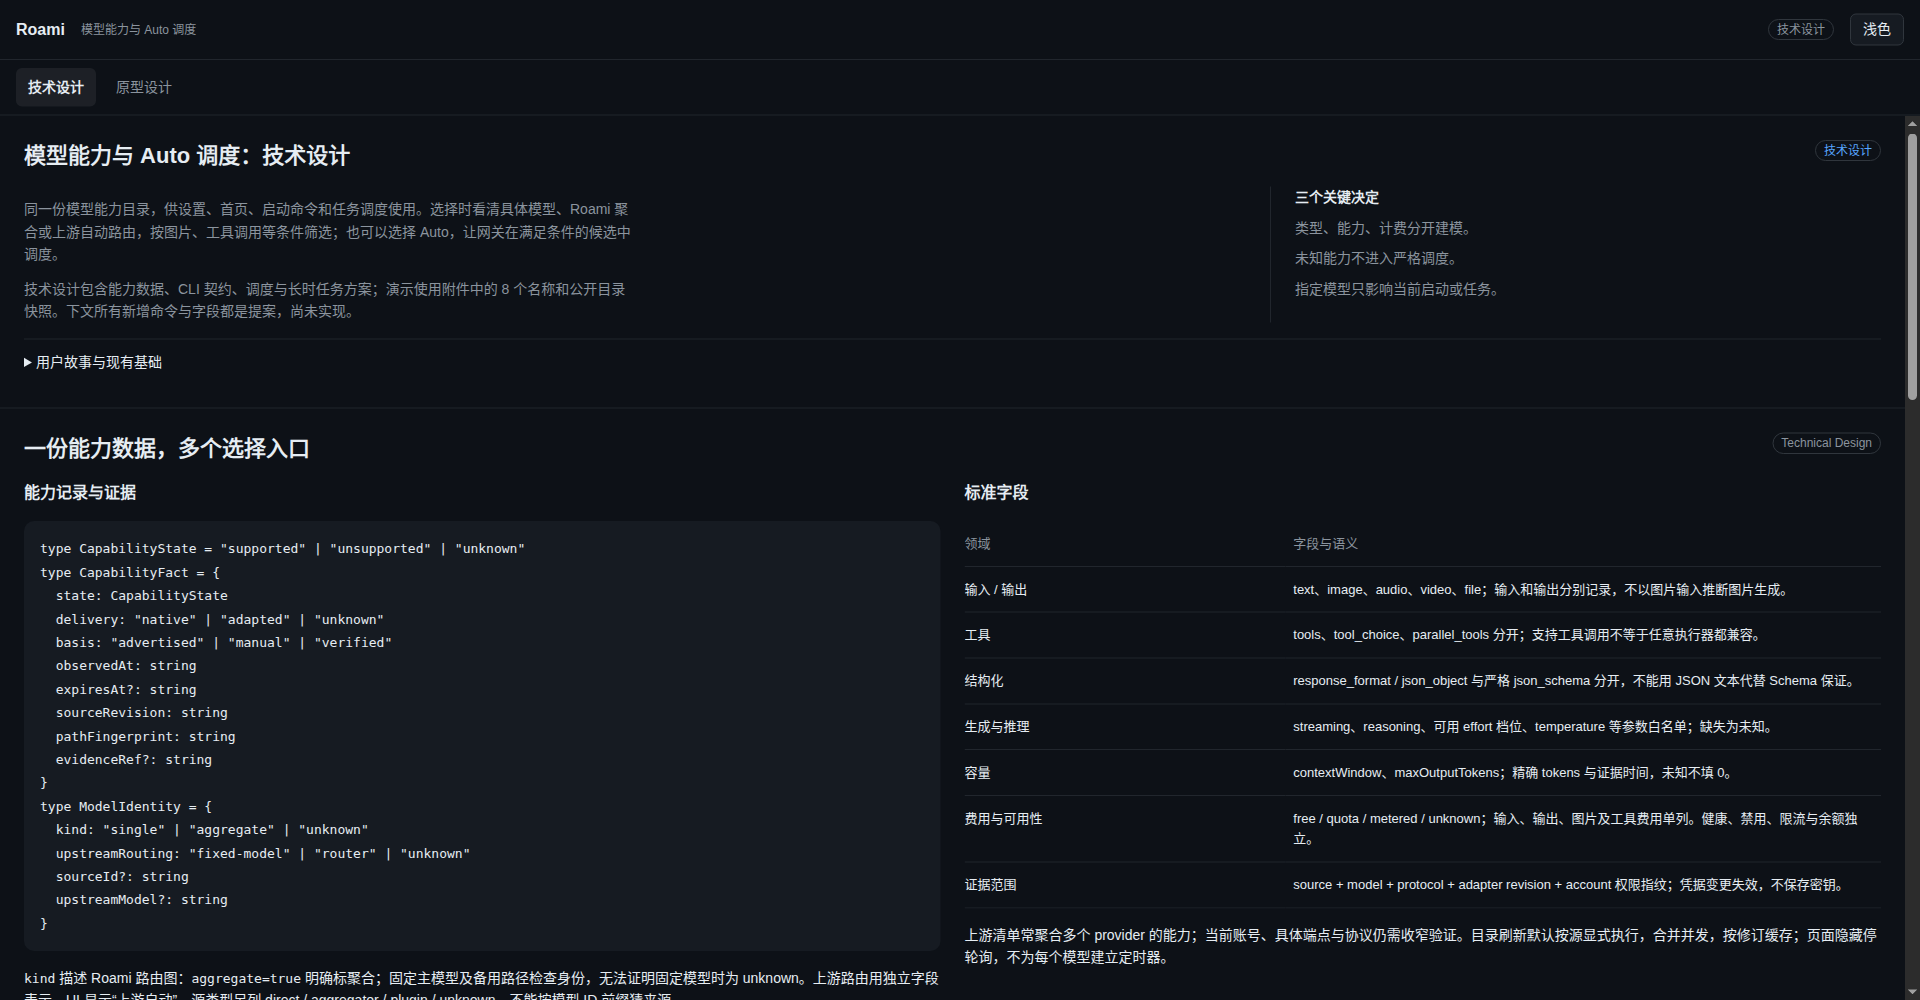 Roami 模型能力与 Auto 调度
技术设计
浅色
技术设计
原型设计
模型能力与 Auto 调度：技术设计
技术设计
同一份模型能力目录，供设置、首页、启动命令和任务调度使用。选择时看清具体模型、Roami 聚
合或上游自动路由，按图片、工具调用等条件筛选；也可以选择 Auto，让网关在满足条件的候选中
调度。
技术设计包含能力数据、CLI 契约、调度与长时任务方案；演示使用附件中的 8 个名称和公开目录
快照。下文所有新增命令与字段都是提案，尚未实现。
三个关键决定
类型、能力、计费分开建模。
未知能力不进入严格调度。
指定模型只影响当前启动或任务。
用户故事与现有基础
一份能力数据，多个选择入口
Technical Design
能力记录与证据
type CapabilityState = "supported" | "unsupported" | "unknown"
type CapabilityFact = {
  state: CapabilityState
  delivery: "native" | "adapted" | "unknown"
  basis: "advertised" | "manual" | "verified"
  observedAt: string
  expiresAt?: string
  sourceRevision: string
  pathFingerprint: string
  evidenceRef?: string
}
type ModelIdentity = {
  kind: "single" | "aggregate" | "unknown"
  upstreamRouting: "fixed-model" | "router" | "unknown"
  sourceId?: string
  upstreamModel?: string
}
kind 描述 Roami 路由图：aggregate=true 明确标聚合；固定主模型及备用路径检查身份，无法证明固定模型时为 unknown。上游路由用独立字段
表示，UI 显示“上游自动”。源类型另列 direct / aggregator / plugin / unknown，不能按模型 ID 前缀猜来源。
标准字段
领域 字段与语义
输入 / 输出 text、image、audio、video、file；输入和输出分别记录，不以图片输入推断图片生成。
工具 tools、tool_choice、parallel_tools 分开；支持工具调用不等于任意执行器都兼容。
结构化 response_format / json_object 与严格 json_schema 分开，不能用 JSON 文本代替 Schema 保证。
生成与推理 streaming、reasoning、可用 effort 档位、temperature 等参数白名单；缺失为未知。
容量 contextWindow、maxOutputTokens；精确 tokens 与证据时间，未知不填 0。
费用与可用性 free / quota / metered / unknown；输入、输出、图片及工具费用单列。健康、禁用、限流与余额独
立。
证据范围 source + model + protocol + adapter revision + account 权限指纹；凭据变更失效，不保存密钥。
上游清单常聚合多个 provider 的能力；当前账号、具体端点与协议仍需收窄验证。目录刷新默认按源显式执行，合并并发，按修订缓存；页面隐藏停
轮询，不为每个模型建立定时器。